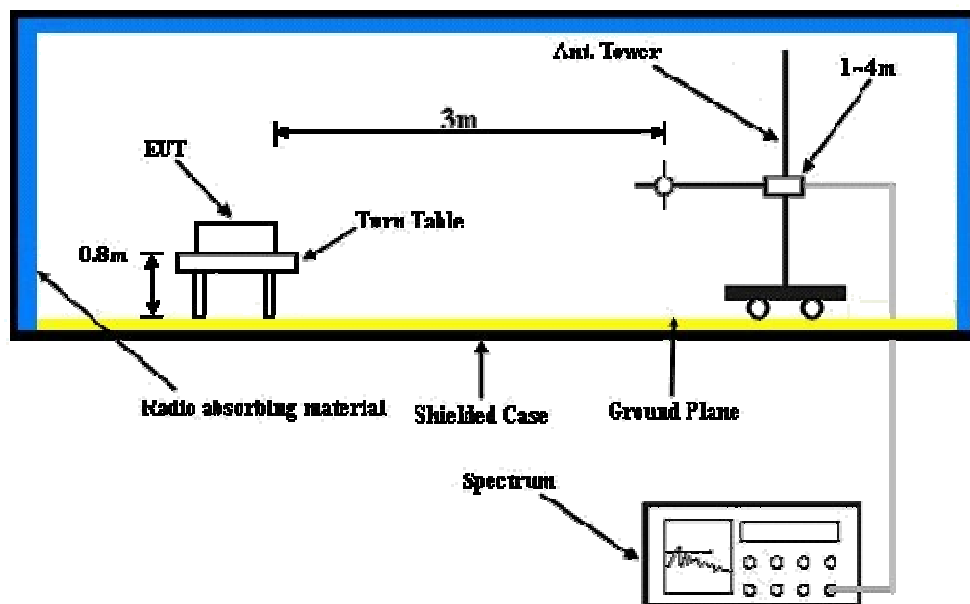 Ant. Tower
1~4m
3m
EUT
Turn Table
0.8m
Radio absorbing material
Shielded Case
Ground Plane
Spectrum